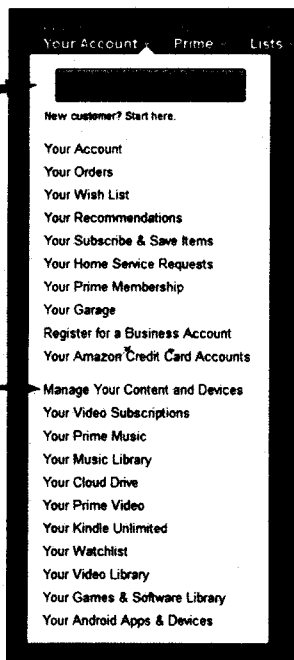 Your Account Prime Lists
New customer? Start here.
Your Account
Your Orders
Your Wish List
Your Recommendations
Your Subscribe & Save Items
Your Home Service Requests
Your Prime Membership
Your Garage
Register for a Business Account
Your Amazon Credit Card Accounts
Manage Your Content and Devices
Your Video Subscriptions
Your Prime Music
Your Music Library
Your Cloud Drive
Your Prime Video
Your Kindle Unlimited
Your Watchlist
Your Video Library
Your Games & Software Library
Your Android Apps & Devices